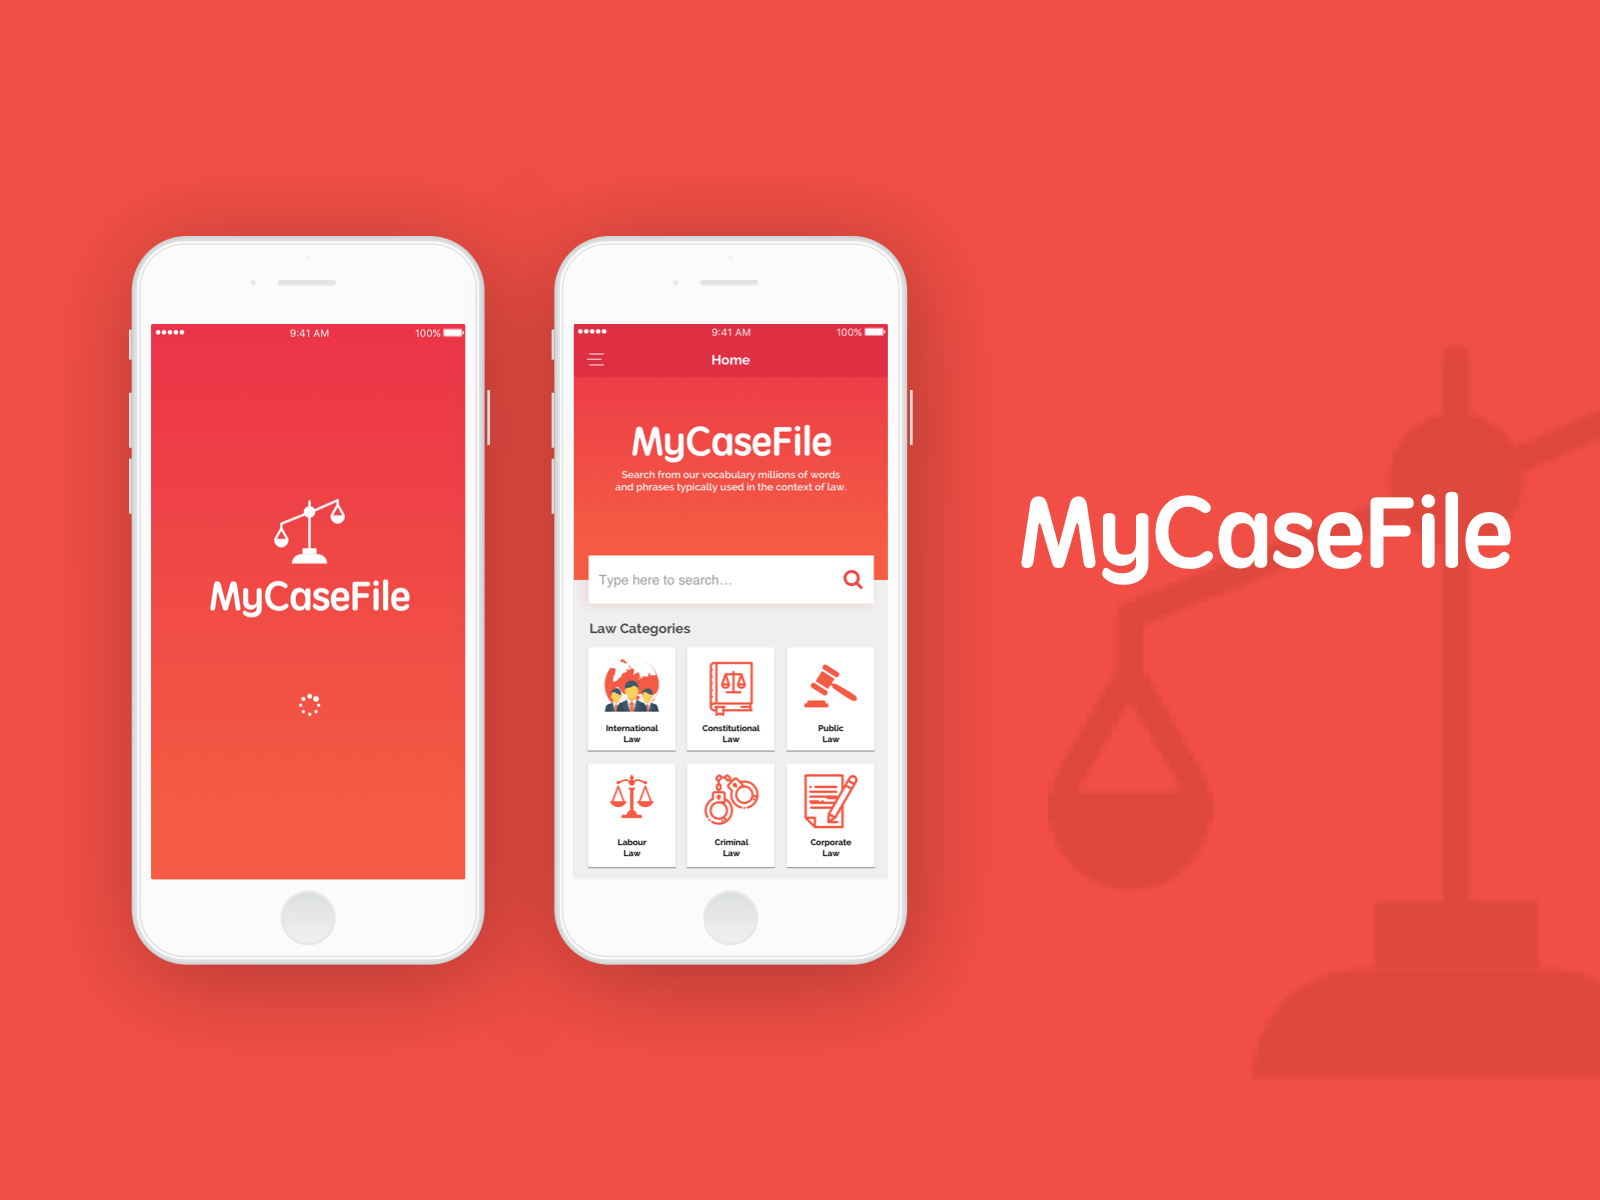 9:41 AM
100%
MyCaseFile
9:41 AM
100%
Home
MyCaseFile
Search from our vocabulary millions of words
and phrases typically used in the context of law.
Type here to search...
Law Categories
International
Law
Constitutional
Law
Public
Law
Labour
Law
Criminal
Law
Corporate
Law
MyCaseFile